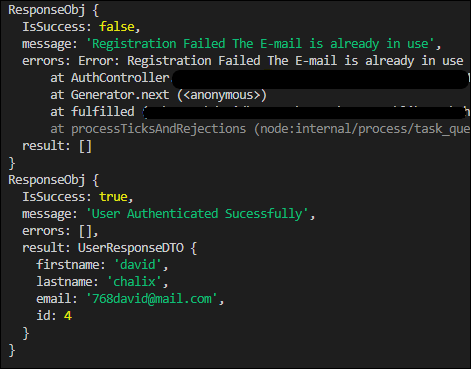 ResponseObj {
  IsSuccess: false,
  message: 'Registration Failed The E-mail is already in use',
  errors: Error: Registration Failed The E-mail is already in use
      at AuthController
      at Generator.next (<anonymous>)
      at fulfilled
      at processTicksAndRejections (node:internal/process/task_que
  result: []
}
ResponseObj {
  IsSuccess: true,
  message: 'User Authenticated Sucessfully',
  errors: [],
  result: UserResponseDTO {
    firstname: 'david',
    lastname: 'chalix',
    email: '768david@mail.com',
    id: 4
  }
}